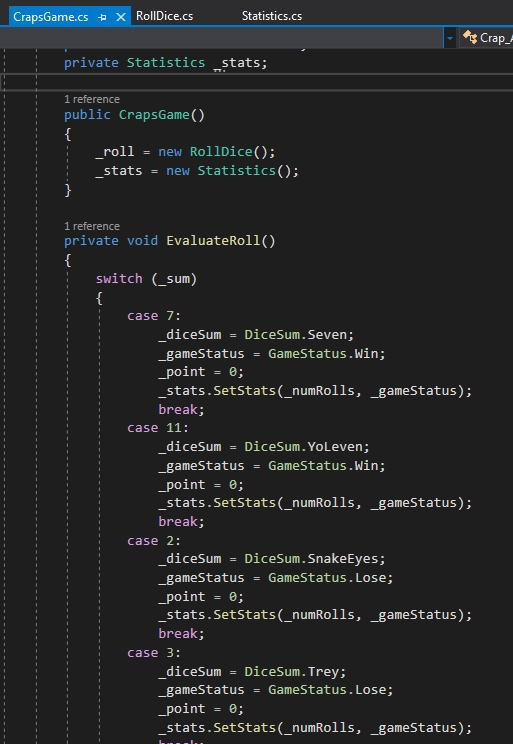 CrapsGame.cs RollDice.cs Statistics.cs
Crap_
private Statistics _stats;
1 reference
public CrapsGame()
{
_roll = new RollDice();
_stats = new Statistics();
}
1 reference
private void EvaluateRoll()
{
switch (_sum)
{
case 7:
_diceSum = DiceSum.Seven;
_gameStatus = GameStatus.Win;
_point = 0;
_stats.SetStats(_numRolls, _gameStatus);
break;
case 11:
_diceSum = DiceSum.YoLeven;
_gameStatus = GameStatus.Win;
_point = 0;
_stats.SetStats(_numRolls, _gameStatus);
break;
case 2:
_diceSum = DiceSum.SnakeEyes;
_gameStatus = GameStatus.Lose;
_point = 0;
_stats.SetStats(_numRolls, _gameStatus);
break;
case 3:
_diceSum = DiceSum.Trey;
_gameStatus = GameStatus.Lose;
_point = 0;
_stats.SetStats(_numRolls, _gameStatus);
break;